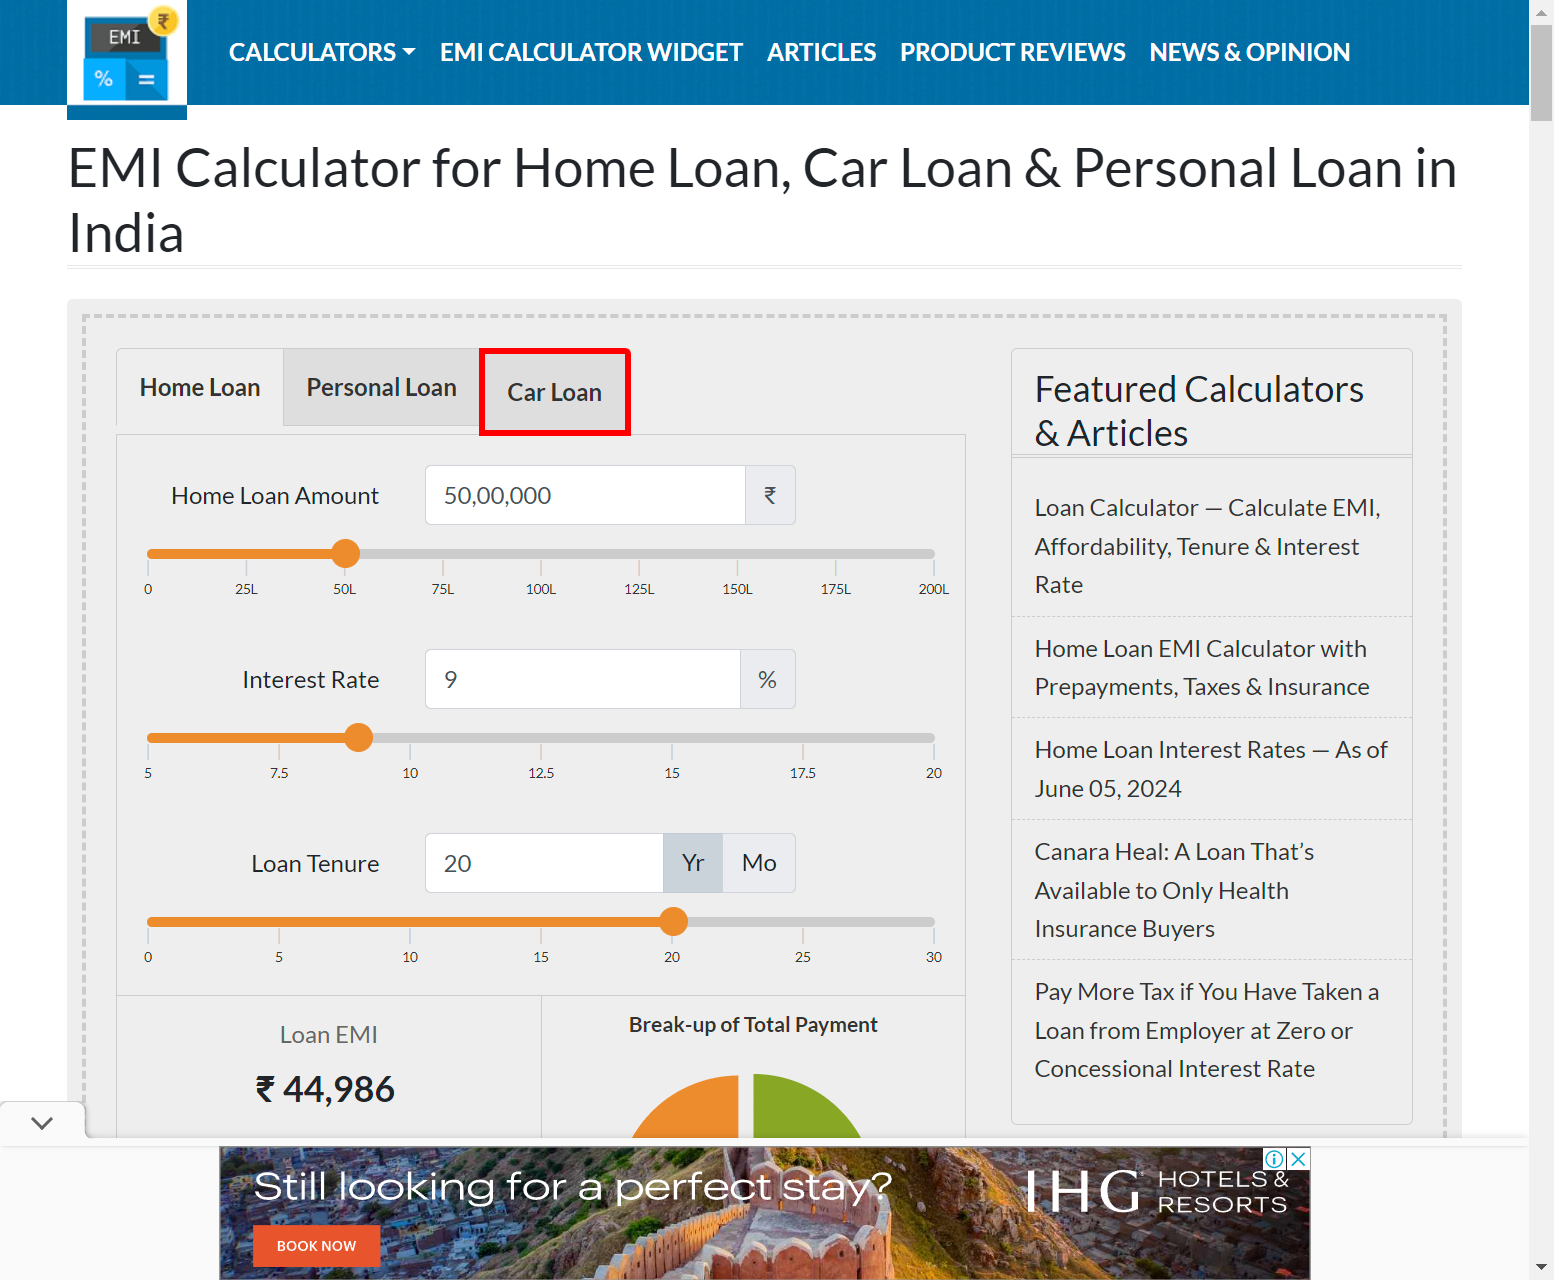 EMI
₹
%
=
CALCULATORS
EMI CALCULATOR WIDGET
ARTICLES
PRODUCT REVIEWS
NEWS & OPINION
EMI Calculator for Home Loan, Car Loan & Personal Loan in
India
Home Loan
Personal Loan
Car Loan
Home Loan Amount
50,00,000
₹
0
25L
50L
75L
100L
125L
150L
175L
200L
Interest Rate
9
%
5
7.5
10
12.5
15
17.5
20
Loan Tenure
20
Yr
Mo
0
5
10
15
20
25
30
Loan EMI
₹ 44,986
Break-up of Total Payment
Featured Calculators
& Articles
Loan Calculator — Calculate EMI,
Affordability, Tenure & Interest
Rate
Home Loan EMI Calculator with
Prepayments, Taxes & Insurance
Home Loan Interest Rates — As of
June 05, 2024
Canara Heal: A Loan That’s
Available to Only Health
Insurance Buyers
Pay More Tax if You Have Taken a
Loan from Employer at Zero or
Concessional Interest Rate
Still looking for a perfect stay?
BOOK NOW
IHG HOTELS &
RESORTS